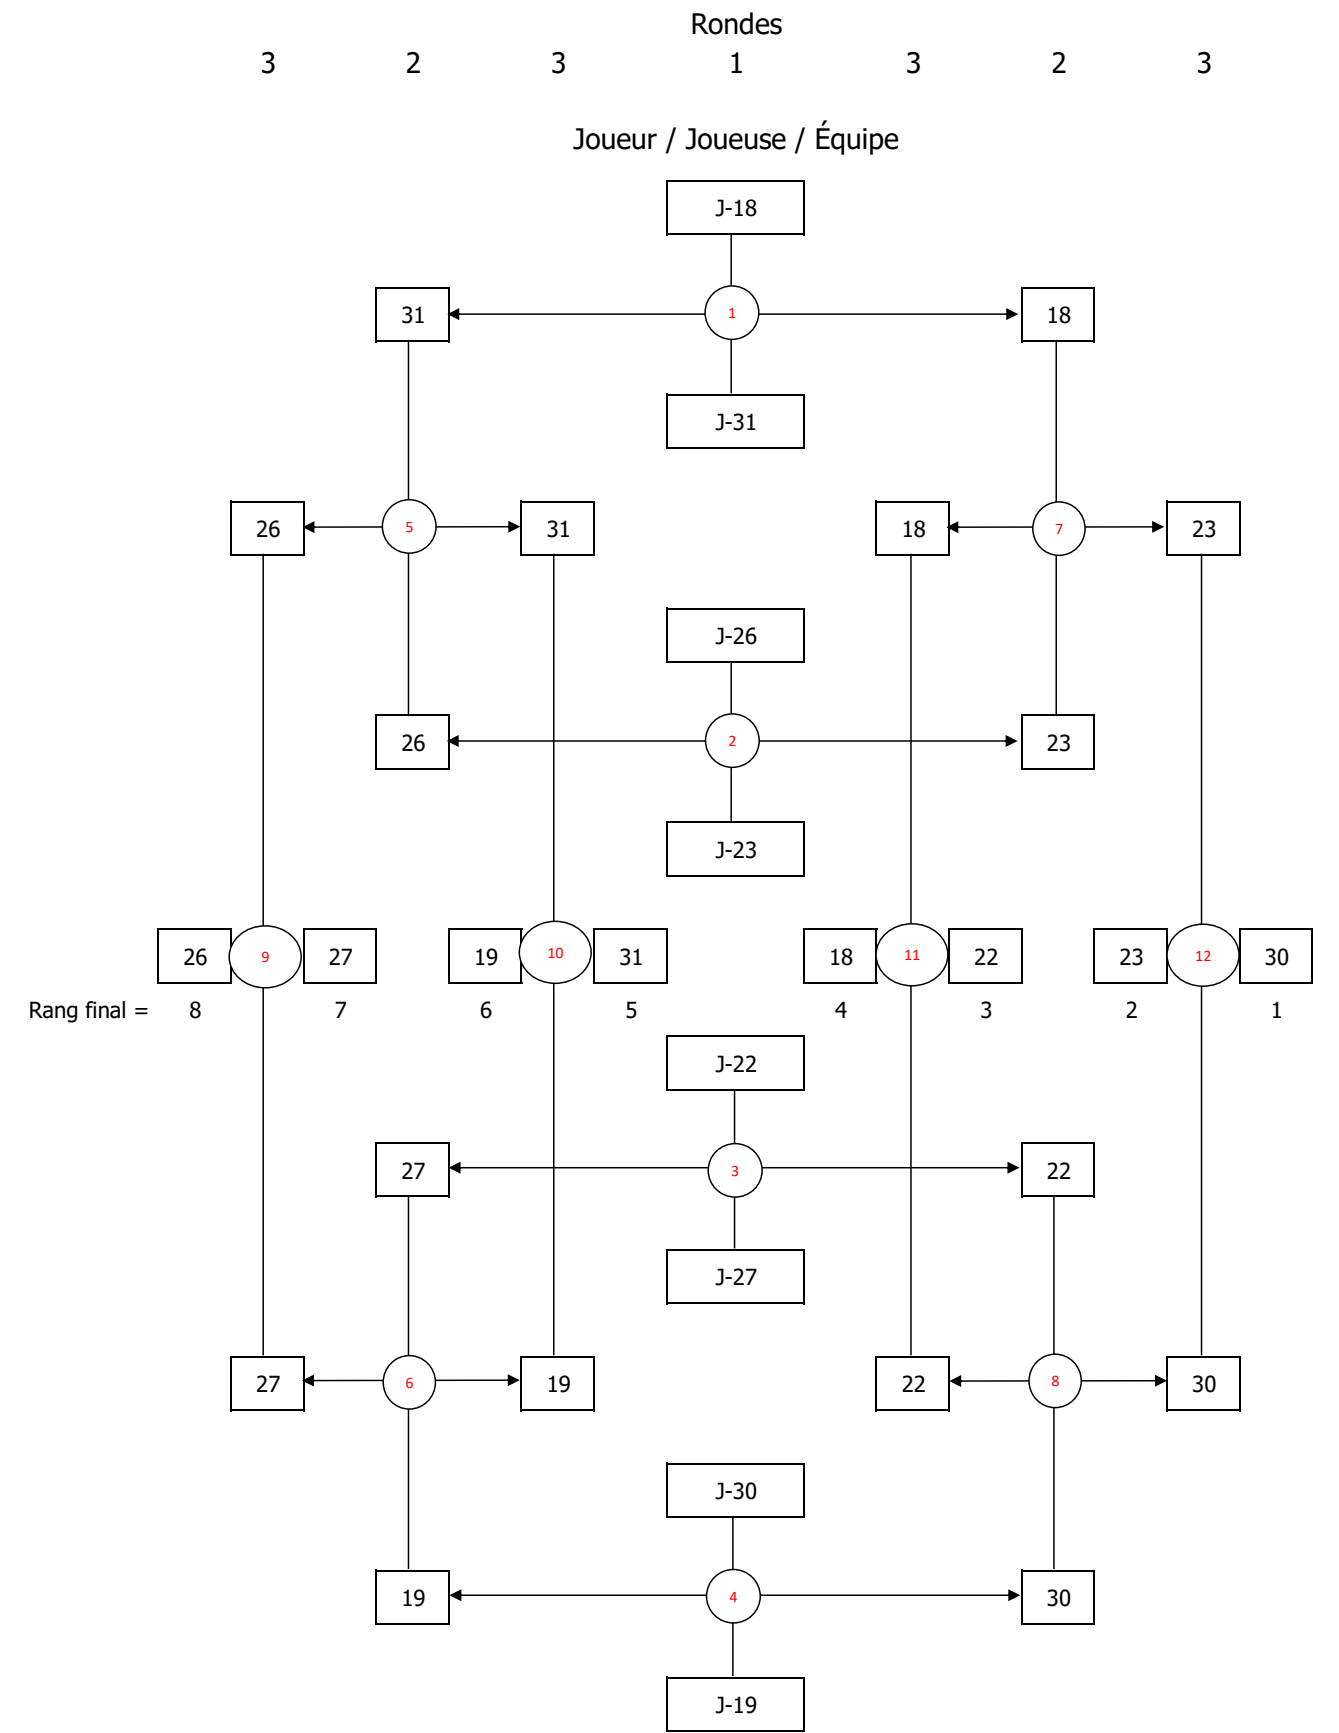 Rondes
3 2 3 1 3 2 3
Joueur / Joueuse / Équipe
J-18
31 1 18
J-31
26 5 31 18 7 23
J-26
26 2 23
J-23
26 9 27 19 10 31 18 11 22 23 12 30
Rang final = 8 7 6 5 4 3 2 1
J-22
27 3 22
J-27
27 6 19 22 8 30
J-30
19 4 30
J-19